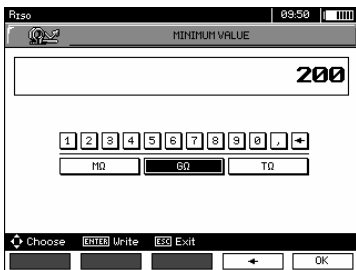 RISO 09:50
MINIMUM VALUE
200
1 2 3 4 5 6 7 8 9 0 , ←
MΩ GΩ TΩ
Choose ENTER Write ESC Exit
← OK